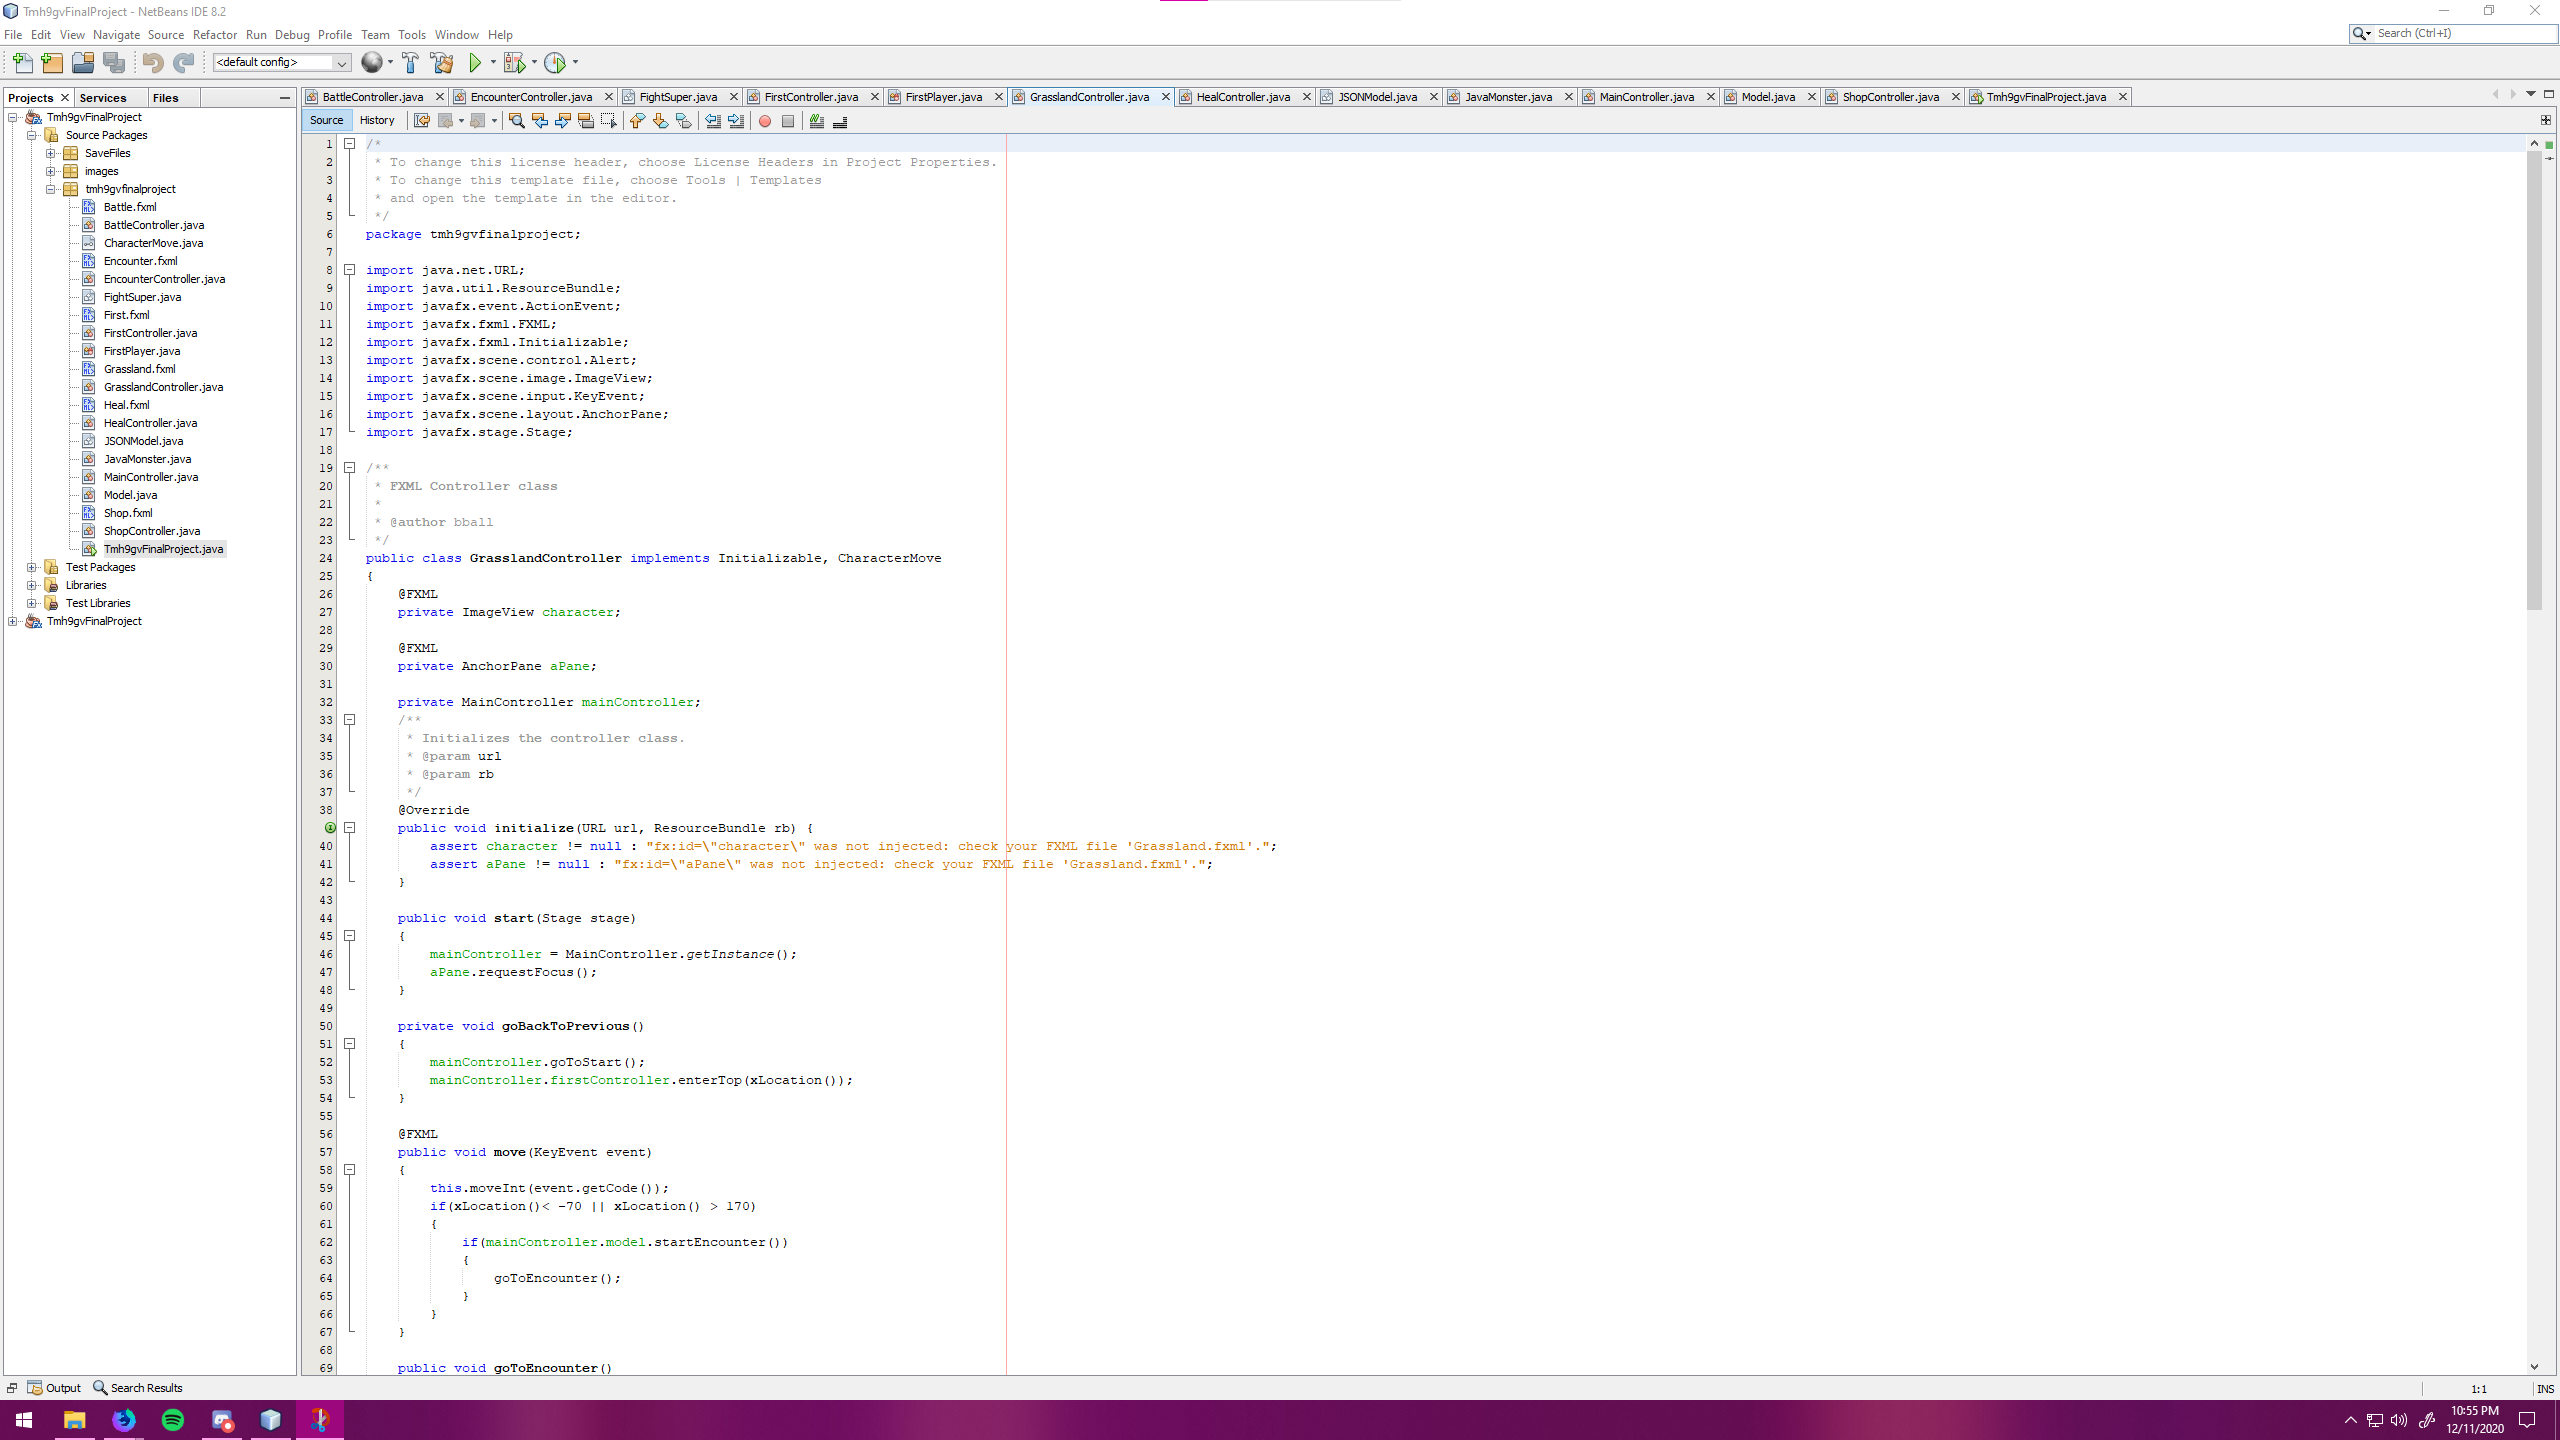 Tmh9gvFinalProject - NetBeans IDE 8.2
File Edit View Navigate Source Refactor Run Debug Profile Team Tools Window Help
Search (Ctrl+I)
<default config>
Projects Services Files
BattleController.java EncounterController.java FightSuper.java FirstController.java FirstPlayer.java GrasslandController.java HealController.java JSONModel.java JavaMonster.java MainController.java Model.java ShopController.java Tmh9gvFinalProject.java
Source History
Tmh9gvFinalProject
Source Packages
SaveFiles
images
tmh9gvfinalproject
Battle.fxml
BattleController.java
CharacterMove.java
Encounter.fxml
EncounterController.java
FightSuper.java
First.fxml
FirstController.java
FirstPlayer.java
Grassland.fxml
GrasslandController.java
Heal.fxml
HealController.java
JSONModel.java
JavaMonster.java
MainController.java
Model.java
Shop.fxml
ShopController.java
Tmh9gvFinalProject.java
Test Packages
Libraries
Test Libraries
Tmh9gvFinalProject
1 /*
2 * To change this license header, choose License Headers in Project Properties.
3 * To change this template file, choose Tools | Templates
4 * and open the template in the editor.
5 */
6 package tmh9gvfinalproject;
7
8 import java.net.URL;
9 import java.util.ResourceBundle;
10 import javafx.event.ActionEvent;
11 import javafx.fxml.FXML;
12 import javafx.fxml.Initializable;
13 import javafx.scene.control.Alert;
14 import javafx.scene.image.ImageView;
15 import javafx.scene.input.KeyEvent;
16 import javafx.scene.layout.AnchorPane;
17 import javafx.stage.Stage;
18
19 /**
20 * FXML Controller class
21 *
22 * @author bball
23 */
24 public class GrasslandController implements Initializable, CharacterMove
25 {
26 @FXML
27 private ImageView character;
28
29 @FXML
30 private AnchorPane aPane;
31
32 private MainController mainController;
33 /**
34 * Initializes the controller class.
35 * @param url
36 * @param rb
37 */
38 @Override
public void initialize(URL url, ResourceBundle rb) {
40 assert character != null : "fx:id=\"character\" was not injected: check your FXML file 'Grassland.fxml'.";
41 assert aPane != null : "fx:id=\"aPane\" was not injected: check your FXML file 'Grassland.fxml'.";
42 }
43
44 public void start(Stage stage)
45 {
46 mainController = MainController.getInstance();
47 aPane.requestFocus();
48 }
49
50 private void goBackToPrevious()
51 {
52 mainController.goToStart();
53 mainController.firstController.enterTop(xLocation());
54 }
55
56 @FXML
57 public void move(KeyEvent event)
58 {
59 this.moveInt(event.getCode());
60 if(xLocation()< -70 || xLocation() > 170)
61 {
62 if(mainController.model.startEncounter())
63 {
64 goToEncounter();
65 }
66 }
67 }
68
69 public void goToEncounter()
Output Search Results
1:1 INS
10:55 PM
12/11/2020